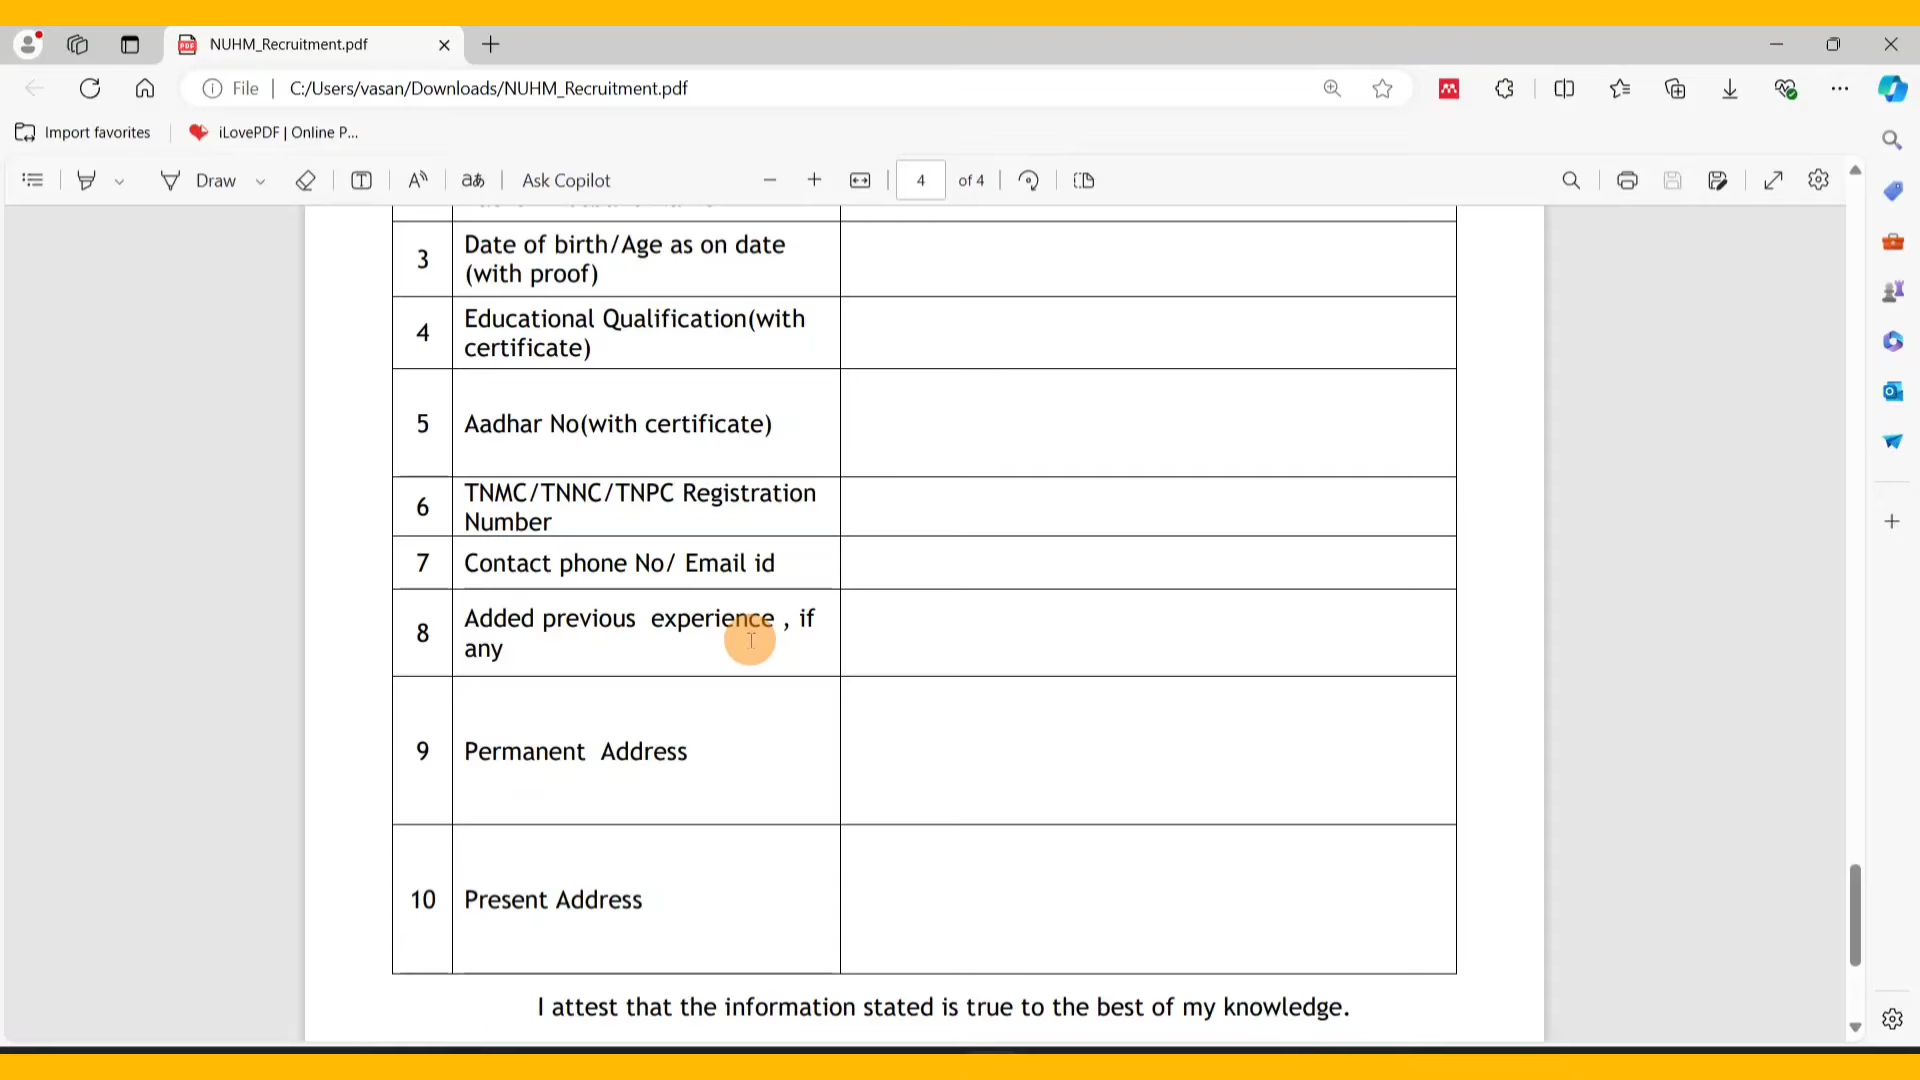 NUHM_Recruitment.pdf
File
C:/Users/vasan/Downloads/NUHM_Recruitment.pdf
Import favorites
iLovePDF | Online P...
Draw
aあ
Ask Copilot
4 of 4
3 Date of birth/Age as on date
(with proof)
4 Educational Qualification(with
certificate)
5 Aadhar No(with certificate)
6 TNMC/TNNC/TNPC Registration
Number
7 Contact phone No/ Email id
8 Added previous experience , if
any
9 Permanent Address
10 Present Address
I attest that the information stated is true to the best of my knowledge.